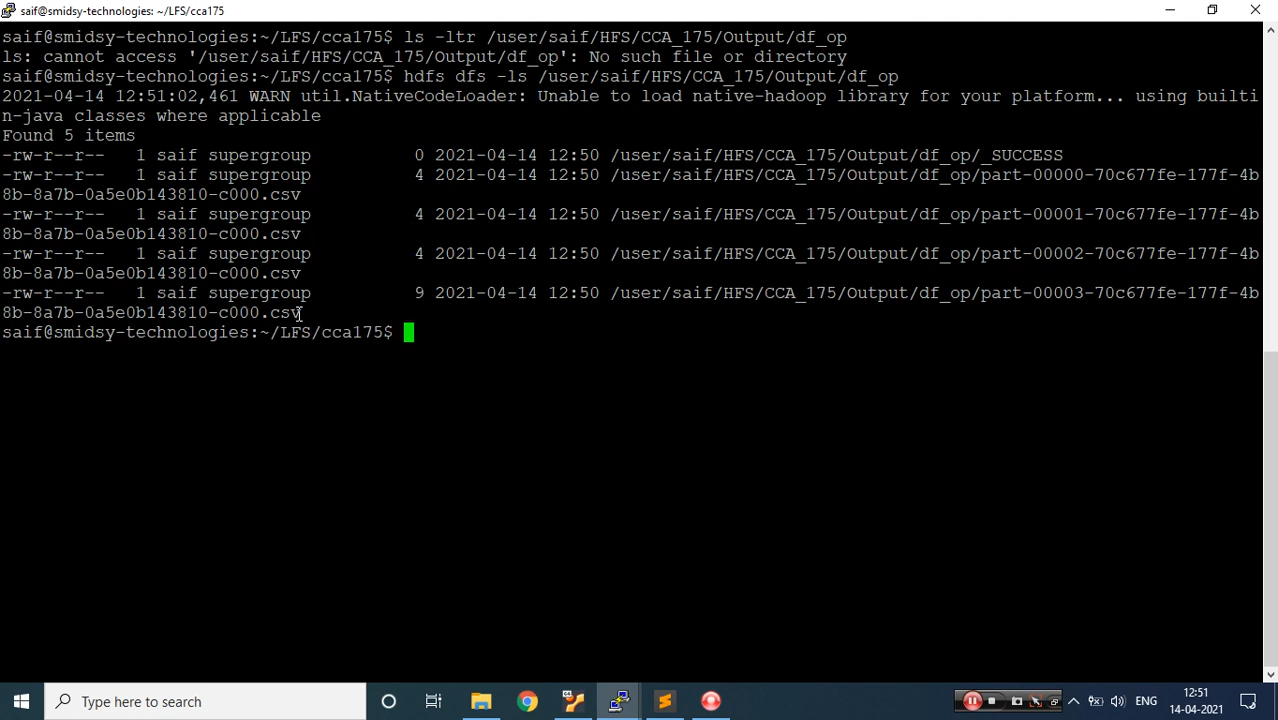 saif@smidsy-technologies: ~/LFS/cca175
saif@smidsy-technologies:~/LFS/cca175$ ls -ltr /user/saif/HFS/CCA_175/Output/df_op
ls: cannot access '/user/saif/HFS/CCA_175/Output/df_op': No such file or directory
saif@smidsy-technologies:~/LFS/cca175$ hdfs dfs -ls /user/saif/HFS/CCA_175/Output/df_op
2021-04-14 12:51:02,461 WARN util.NativeCodeLoader: Unable to load native-hadoop library for your platform... using builti
n-java classes where applicable
Found 5 items
-rw-r--r--   1 saif supergroup          0 2021-04-14 12:50 /user/saif/HFS/CCA_175/Output/df_op/_SUCCESS
-rw-r--r--   1 saif supergroup          4 2021-04-14 12:50 /user/saif/HFS/CCA_175/Output/df_op/part-00000-70c677fe-177f-4b
8b-8a7b-0a5e0b143810-c000.csv
-rw-r--r--   1 saif supergroup          4 2021-04-14 12:50 /user/saif/HFS/CCA_175/Output/df_op/part-00001-70c677fe-177f-4b
8b-8a7b-0a5e0b143810-c000.csv
-rw-r--r--   1 saif supergroup          4 2021-04-14 12:50 /user/saif/HFS/CCA_175/Output/df_op/part-00002-70c677fe-177f-4b
8b-8a7b-0a5e0b143810-c000.csv
-rw-r--r--   1 saif supergroup          9 2021-04-14 12:50 /user/saif/HFS/CCA_175/Output/df_op/part-00003-70c677fe-177f-4b
8b-8a7b-0a5e0b143810-c000.csv
saif@smidsy-technologies:~/LFS/cca175$
Type here to search
ENG
12:51
14-04-2021